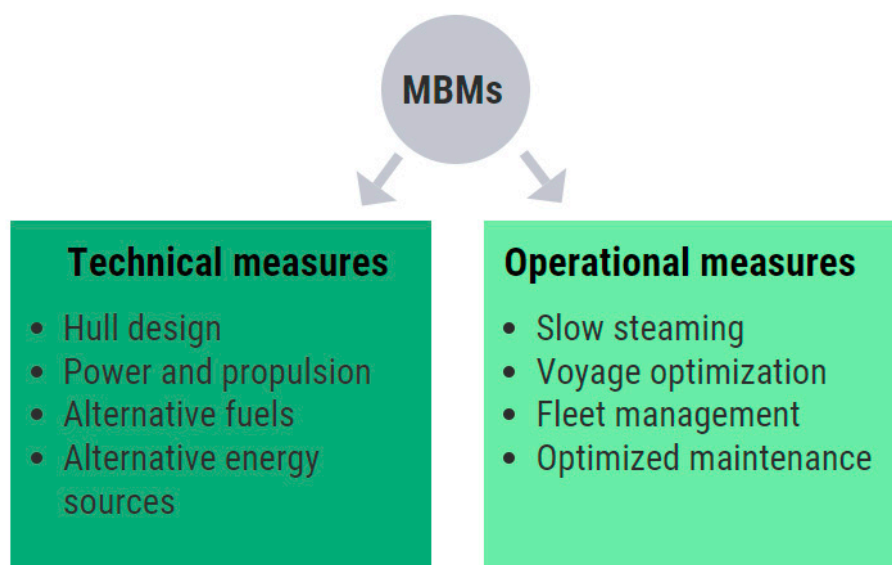 MBMs
Technical measures
• Hull design
• Power and propulsion
• Alternative fuels
• Alternative energy
sources
Operational measures
• Slow steaming
• Voyage optimization
• Fleet management
• Optimized maintenance